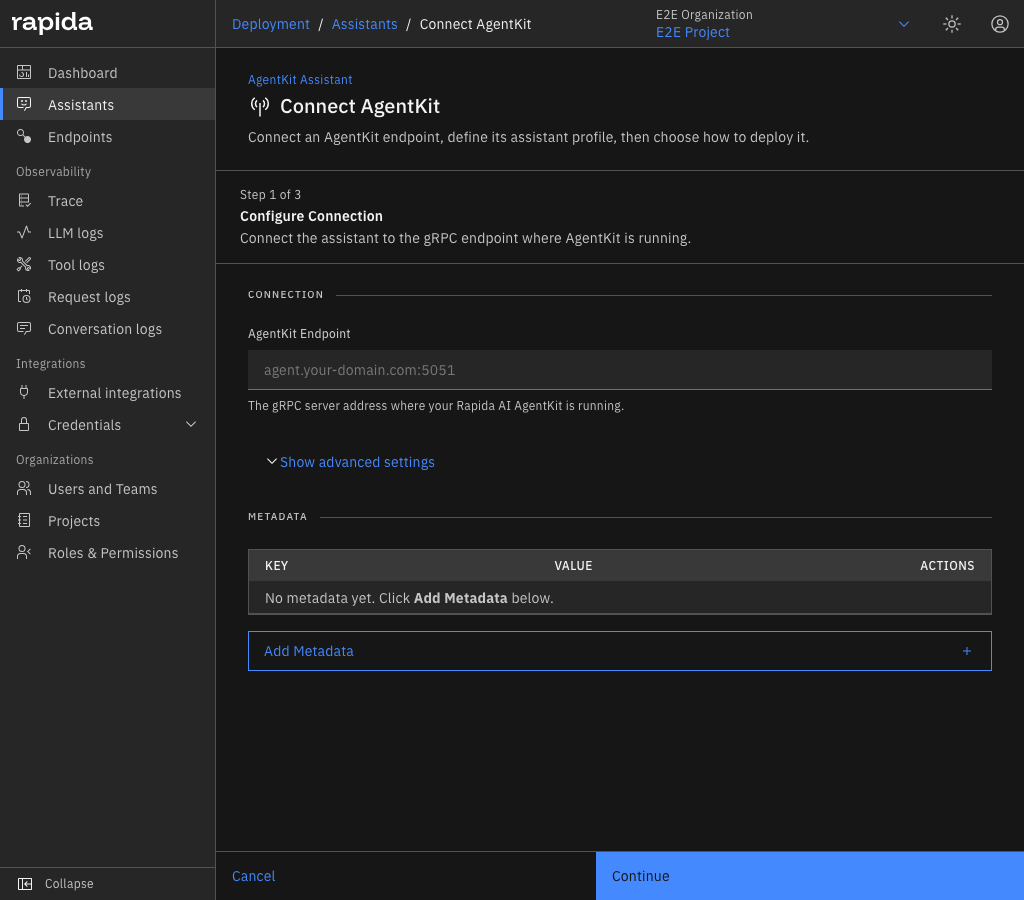 rapida
Deployment / Assistants / Connect AgentKit
E2E Organization
E2E Project
Dashboard
Assistants
Endpoints
Observability
Trace
LLM logs
Tool logs
Request logs
Conversation logs
Integrations
External integrations
Credentials
Organizations
Users and Teams
Projects
Roles & Permissions
Collapse
AgentKit Assistant
Connect AgentKit
Connect an AgentKit endpoint, define its assistant profile, then choose how to deploy it.
Step 1 of 3
Configure Connection
Connect the assistant to the gRPC endpoint where AgentKit is running.
CONNECTION
AgentKit Endpoint
agent.your-domain.com:5051
The gRPC server address where your Rapida AI AgentKit is running.
Show advanced settings
METADATA
KEY VALUE ACTIONS
No metadata yet. Click Add Metadata below.
Add Metadata +
Cancel
Continue